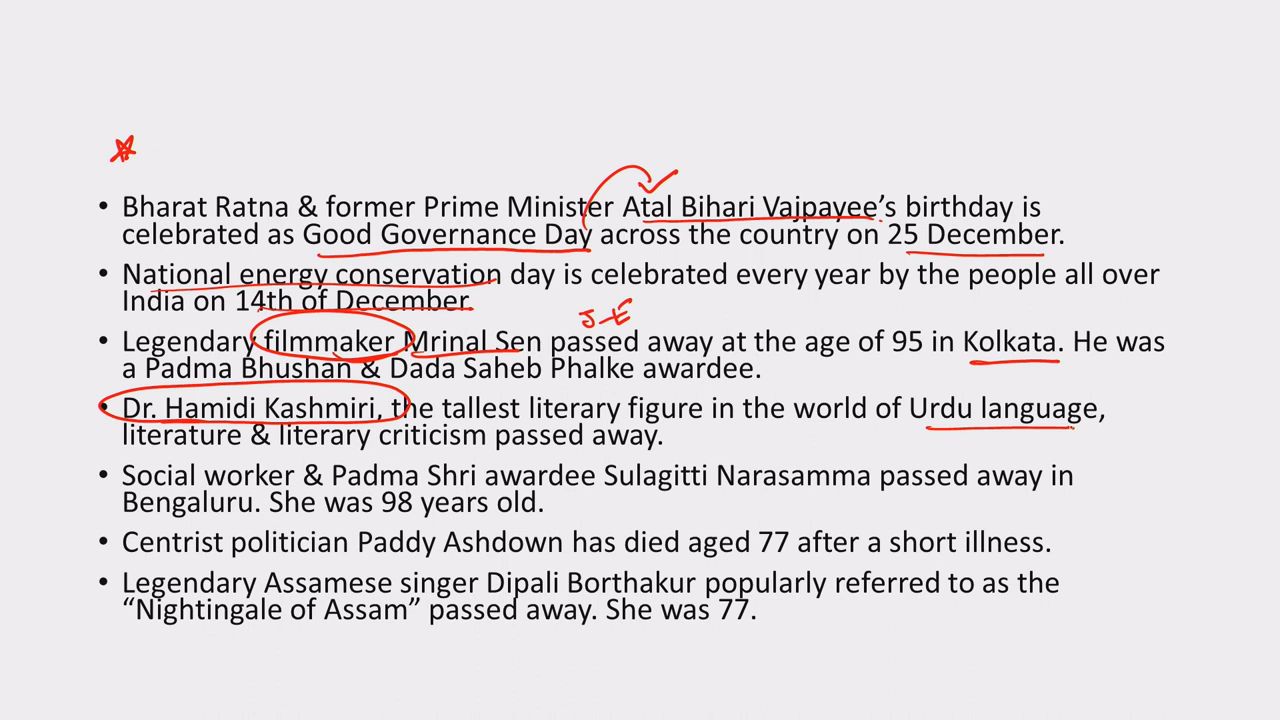 • Bharat Ratna & former Prime Minister Atal Bihari Vajpayee’s birthday is
celebrated as Good Governance Day across the country on 25 December.
• National energy conservation day is celebrated every year by the people all over
India on 14th of December.
J-E
• Legendary filmmaker Mrinal Sen passed away at the age of 95 in Kolkata. He was
a Padma Bhushan & Dada Saheb Phalke awardee.
• Dr. Hamidi Kashmiri, the tallest literary figure in the world of Urdu language,
literature & literary criticism passed away.
• Social worker & Padma Shri awardee Sulagitti Narasamma passed away in
Bengaluru. She was 98 years old.
• Centrist politician Paddy Ashdown has died aged 77 after a short illness.
• Legendary Assamese singer Dipali Borthakur popularly referred to as the
“Nightingale of Assam” passed away. She was 77.